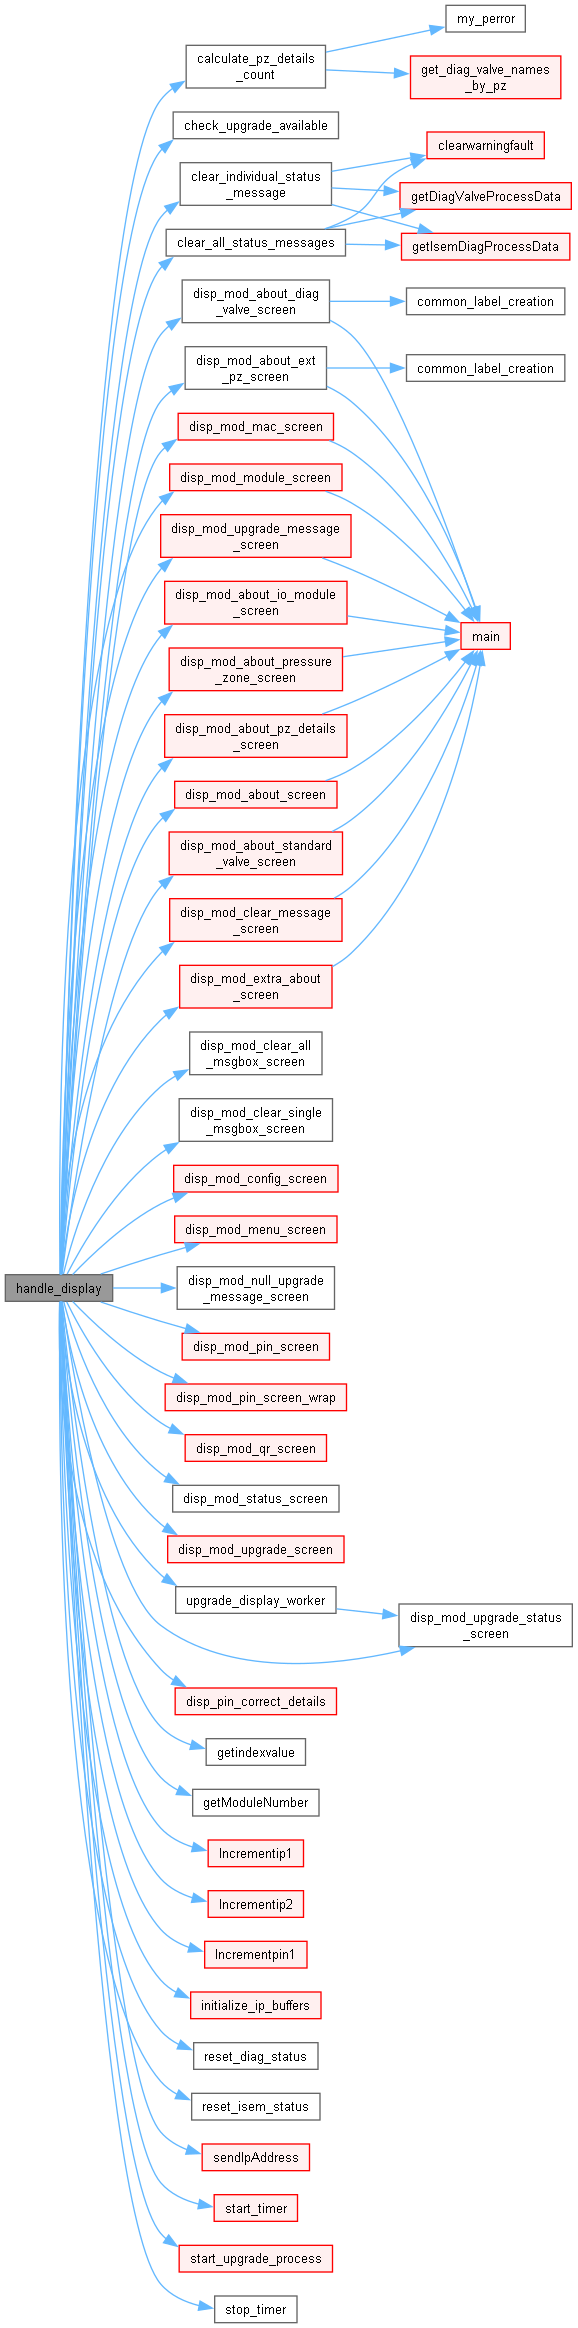 my_perror
calculate_pz_details
_count
get_diag_valve_names
_by_pz
check_upgrade_available
clearwarningfault
clear_individual_status
_message
getDiagValveProcessData
clear_all_status_messages
getIsemDiagProcessData
disp_mod_about_diag
_valve_screen
common_label_creation
disp_mod_about_ext
_pz_screen
common_label_creation
disp_mod_mac_screen
disp_mod_module_screen
disp_mod_upgrade_message
_screen
disp_mod_about_io_module
_screen
main
disp_mod_about_pressure
_zone_screen
disp_mod_about_pz_details
_screen
disp_mod_about_screen
disp_mod_about_standard
_valve_screen
disp_mod_clear_message
_screen
disp_mod_extra_about
_screen
disp_mod_clear_all
_msgbox_screen
disp_mod_clear_single
_msgbox_screen
disp_mod_config_screen
disp_mod_menu_screen
handle_display
disp_mod_null_upgrade
_message_screen
disp_mod_pin_screen
disp_mod_pin_screen_wrap
disp_mod_qr_screen
disp_mod_status_screen
disp_mod_upgrade_screen
upgrade_display_worker
disp_mod_upgrade_status
_screen
disp_pin_correct_details
getindexvalue
getModuleNumber
Incrementip1
Incrementip2
Incrementpin1
initialize_ip_buffers
reset_diag_status
reset_isem_status
sendIpAddress
start_timer
start_upgrade_process
stop_timer